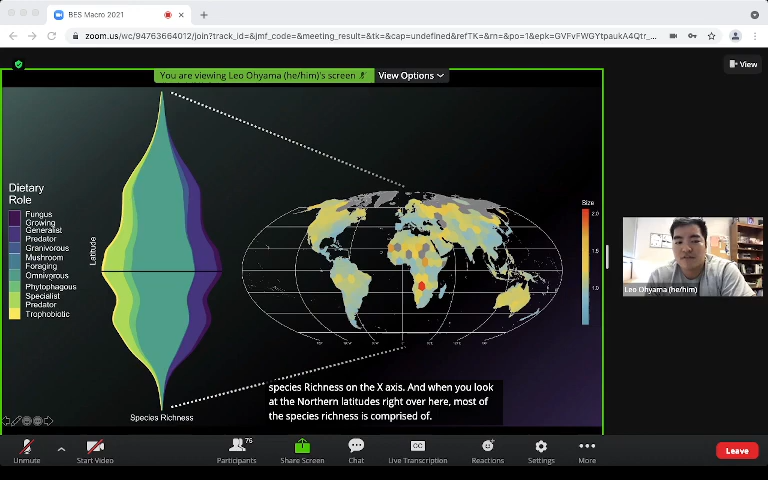 BES Macro 2021
zoom.us/wc/94763664012/join?track_id=&jmf_code=&meeting_result=&tk=&cap=undefined&refTK=&rn=&po=1&epk=GVFvFWGYtpaukA4Qtr_...
You are viewing Leo Ohyama (he/him)'s screen
View Options
View
Dietary
Role
Fungus
Growing
Generalist
Predator
Granivorous
Mushroom
Foraging
Omnivorous
Phytophagous
Specialist
Predator
Trophobiotic
Latitude
Species Richness
Size
2.0
1.5
1.0
Leo Ohyama (he/him)
species Richness on the X axis. And when you look
at the Northern latitudes right over here, most of
the species richness is comprised of.
Unmute
Start Video
75
Participants
Share Screen
Chat
CC
Live Transcription
Reactions
Settings
More
Leave